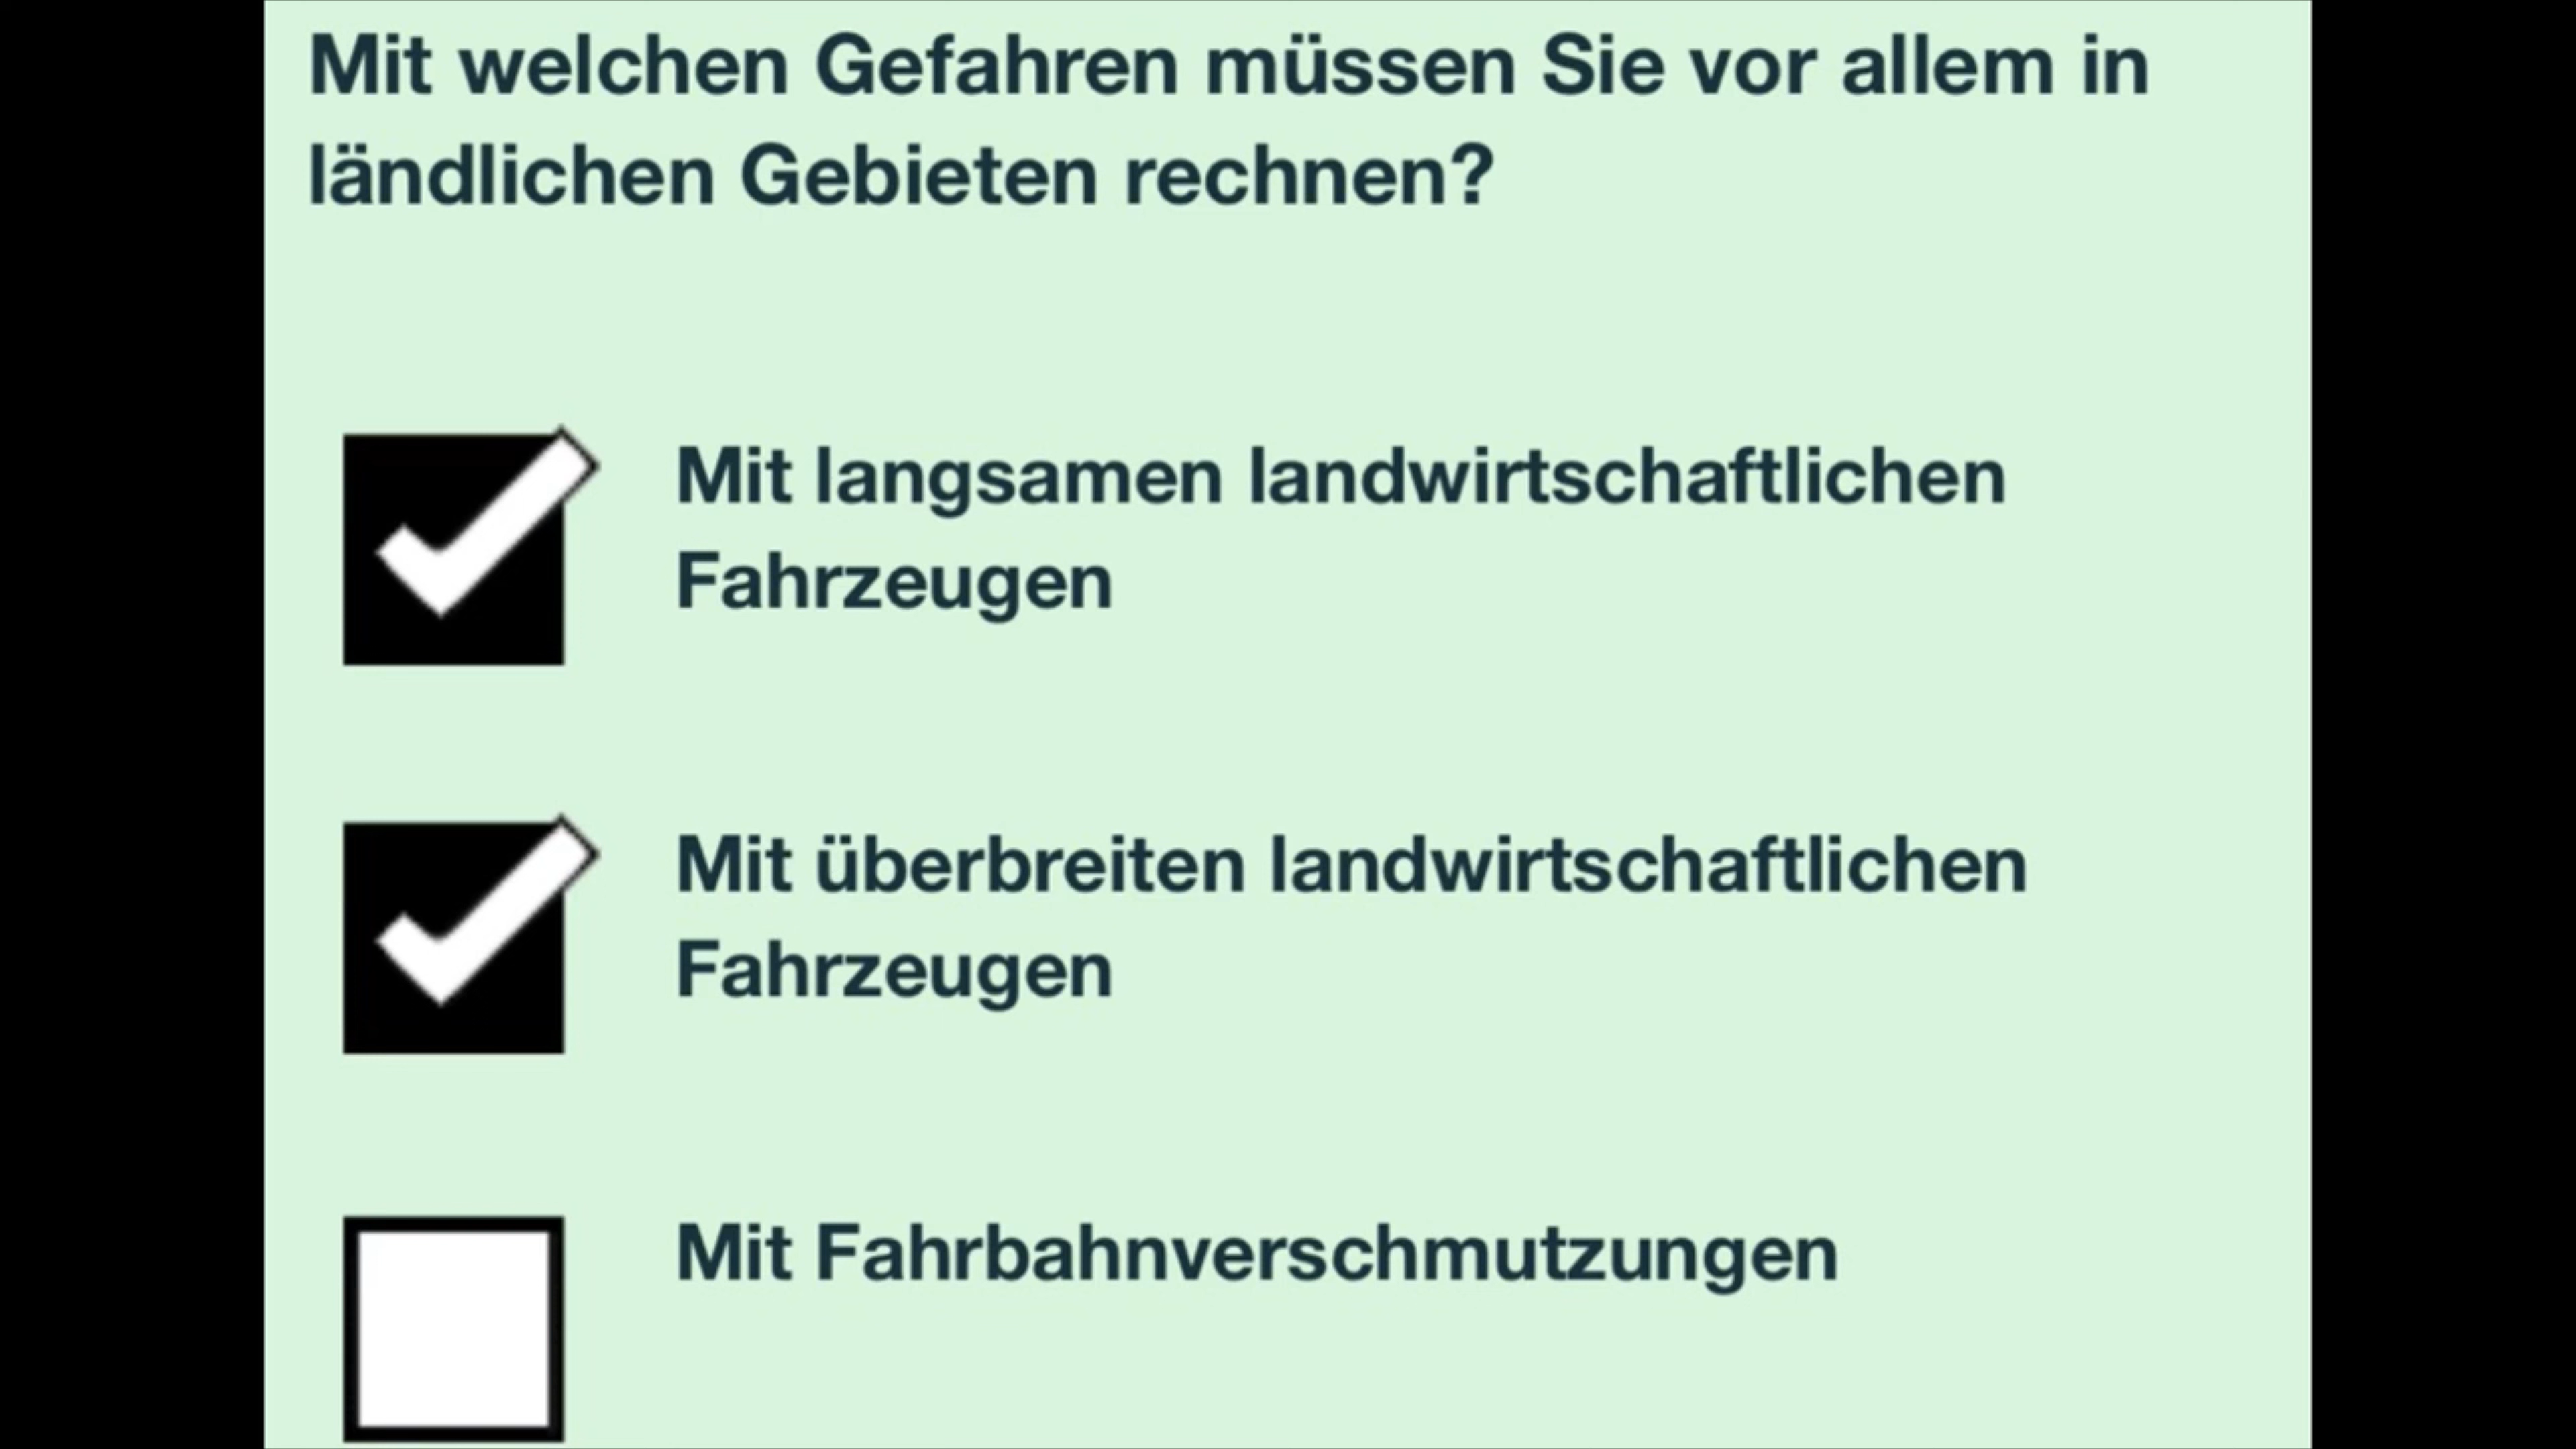 Mit welchen Gefahren müssen Sie vor allem in
ländlichen Gebieten rechnen?
Mit langsamen landwirtschaftlichen
Fahrzeugen
Mit überbreiten landwirtschaftlichen
Fahrzeugen
Mit Fahrbahnverschmutzungen